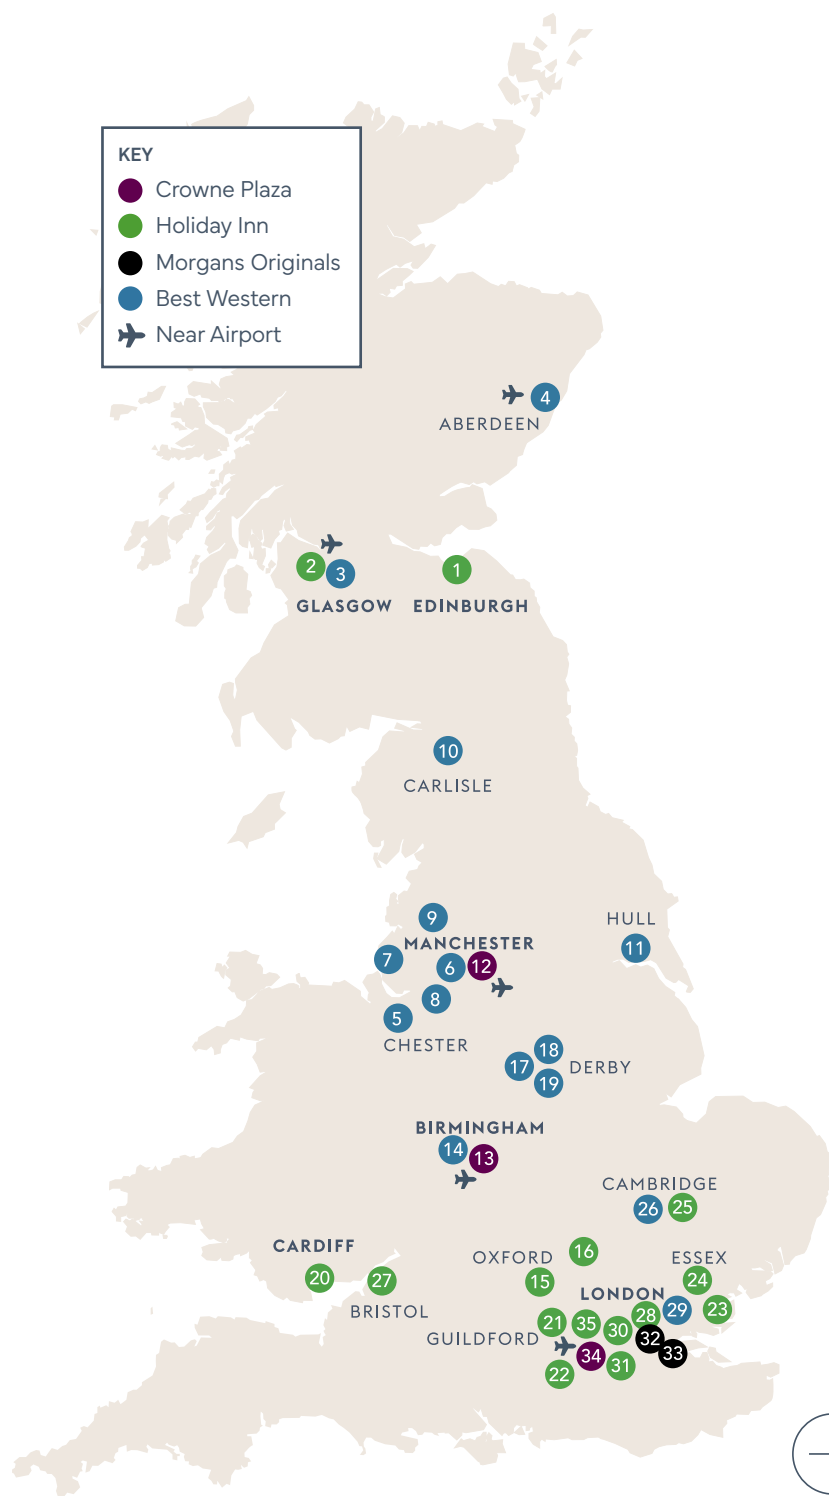 KEY
Crowne Plaza
Holiday Inn
Morgans Originals
Best Western
Near Airport
4
ABERDEEN
2
3
1
GLASGOW
EDINBURGH
10
CARLISLE
9
HULL
MANCHESTER
11
7
6
12
8
5
CHESTER
18
17
DERBY
19
BIRMINGHAM
14
13
CAMBRIDGE
26
25
CARDIFF
16
OXFORD
ESSEX
20
27
15
24
LONDON
BRISTOL
28
29
23
21
35
30
GUILDFORD
32
34
33
22
31